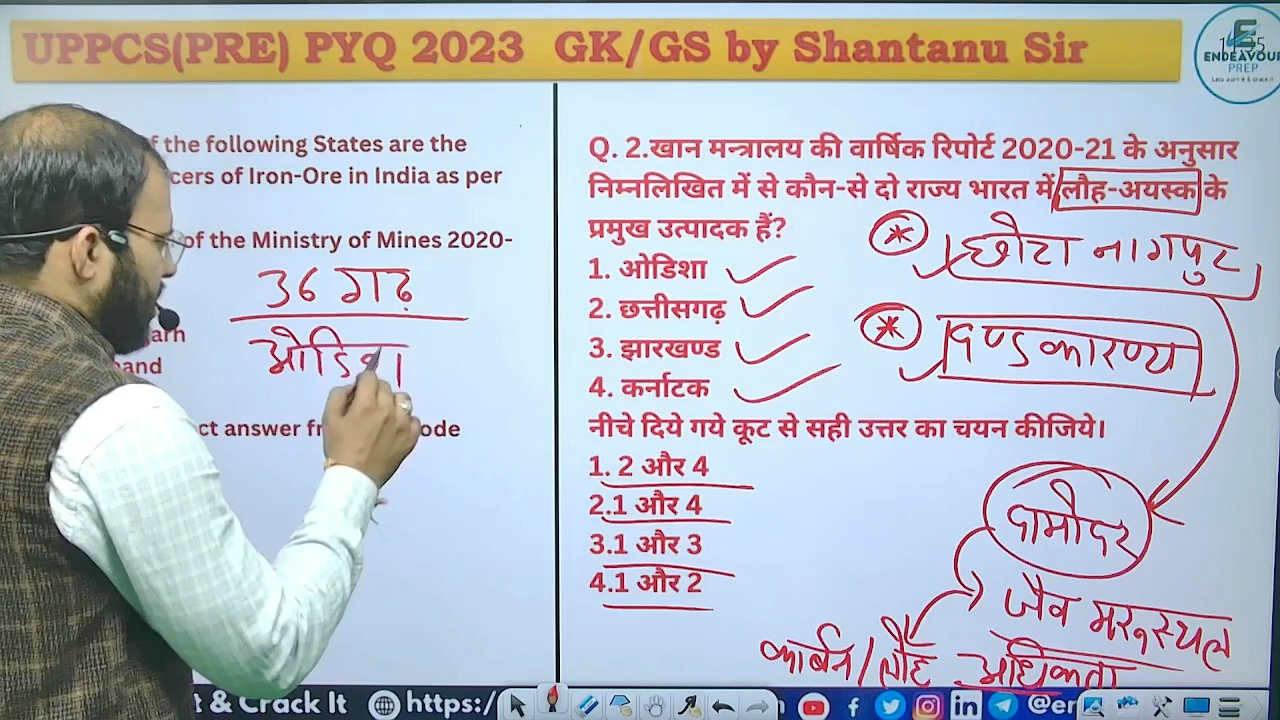 UPPCS(PRE) PYQ 2023 GK/GS by Shantanu Sir
ENDEAVOUR
PREP
f the following States are the
cers of Iron-Ore in India as per
of the Ministry of Mines 2020-
36 गढ़
ओडिशा
arh
and
ct answer fr ode
Q. 2.खान मन्त्रालय की वार्षिक रिपोर्ट 2020-21 के अनुसार
निम्नलिखित में से कौन-से दो राज्य भारत में लौह-अयस्क के
प्रमुख उत्पादक हैं?
छोटा नागपुर
1. ओडिशा
2. छत्तीसगढ़
दण्डकारण्य
3. झारखण्ड
4. कर्नाटक
नीचे दिये गये कूट से सही उत्तर का चयन कीजिये।
1. 2 और 4
2.1 और 4
3.1 और 3
4.1 और 2
दामोदर
जैव मरुस्थल
कार्बन/लौह अधिकता
t & Crack It https:/
@er